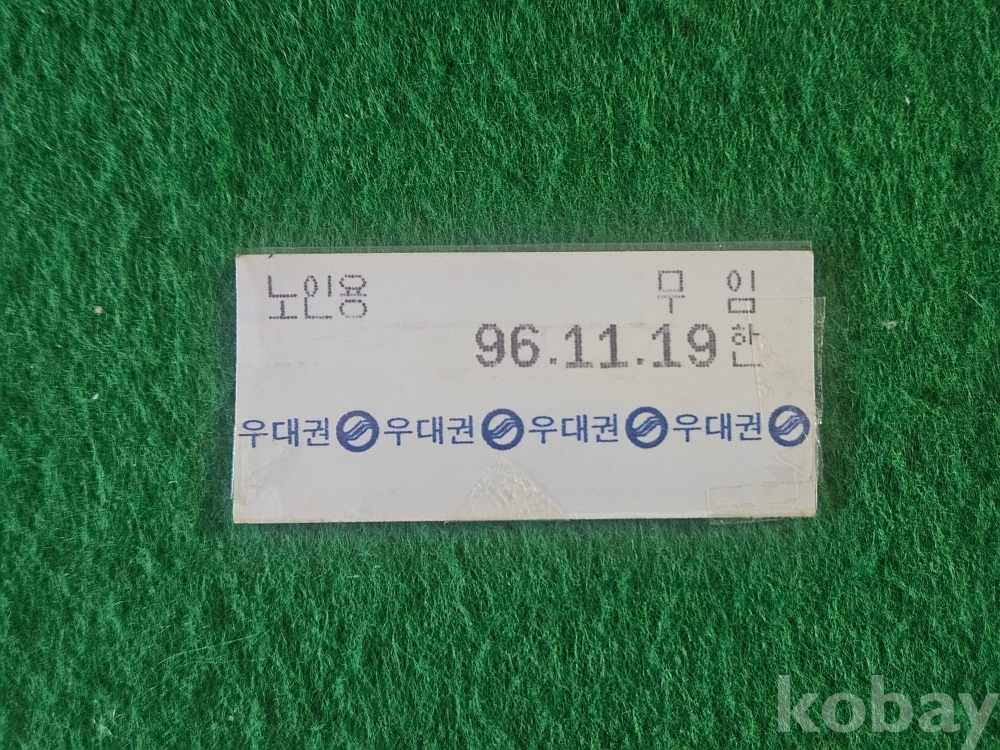 노인용 무 임
96.11.19 한
우대권 우대권 우대권 우대권
kobay